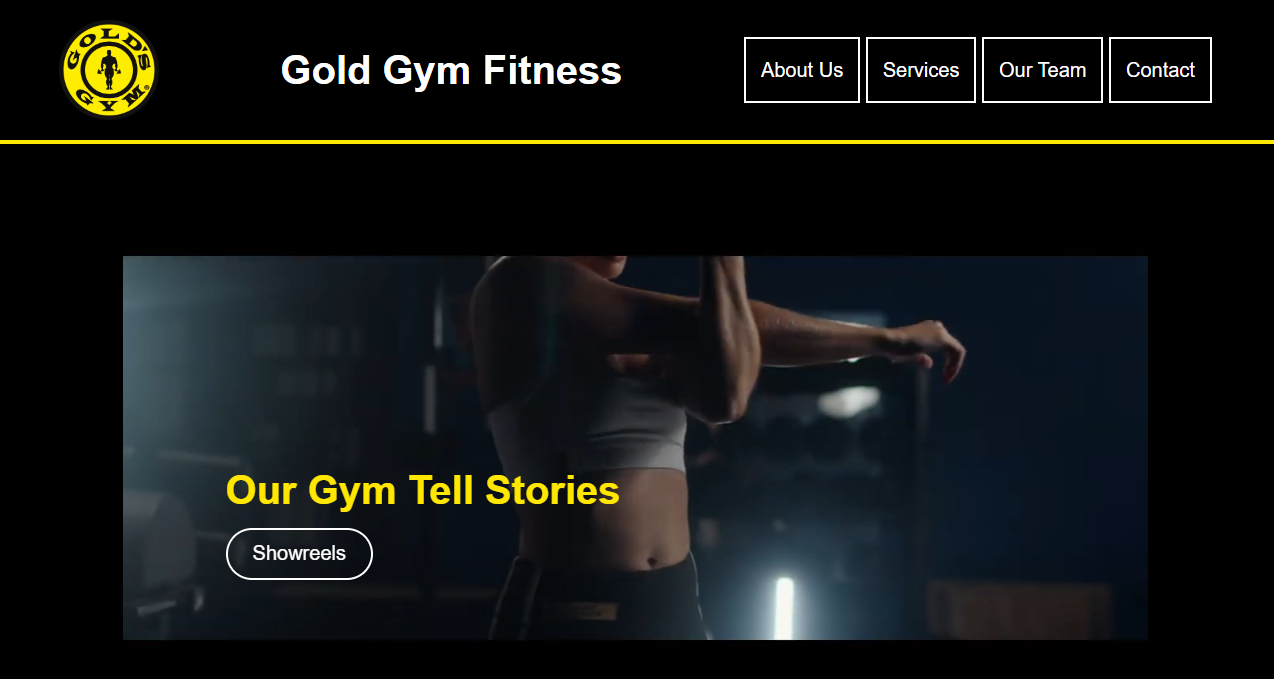 GOLD'S
GYM®
Gold Gym Fitness
About Us
Services
Our Team
Contact
Our Gym Tell Stories
Showreels